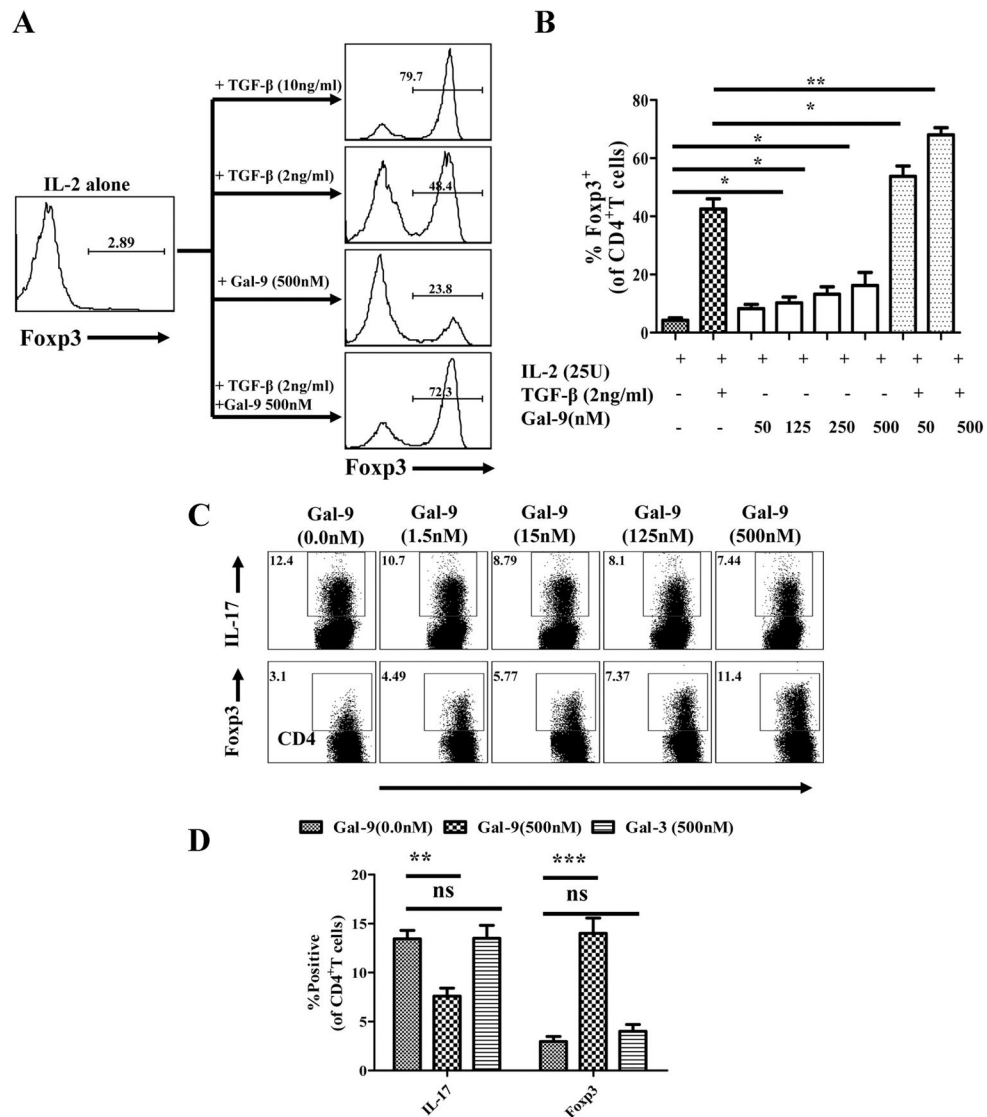 A
IL-2 alone
2.89
Foxp3
+ TGF-β (10ng/ml)
79.7
+ TGF-β (2ng/ml)
48.4
+ Gal-9 (500nM)
23.8
+ TGF-β (2ng/ml)
+Gal-9 500nM
72.3
Foxp3
B
% Foxp3⁺
(of CD4⁺T cells)
80
60
40
20
0
**
*
*
*
*
IL-2 (25U) + + + + + + + +
TGF-β (2ng/ml) - + - - - - + +
Gal-9(nM) - - 50 125 250 500 50 500
C
Gal-9 Gal-9 Gal-9 Gal-9 Gal-9
(0.0nM) (1.5nM) (15nM) (125nM) (500nM)
IL-17
12.4 10.7 8.79 8.1 7.44
Foxp3
3.1 4.49 5.77 7.37 11.4
CD4
Gal-9(0.0nM) Gal-9(500nM) Gal-3 (500nM)
D
%Positive
(of CD4⁺T cells)
20
15
10
5
0
** ***
ns ns
IL-17 Foxp3